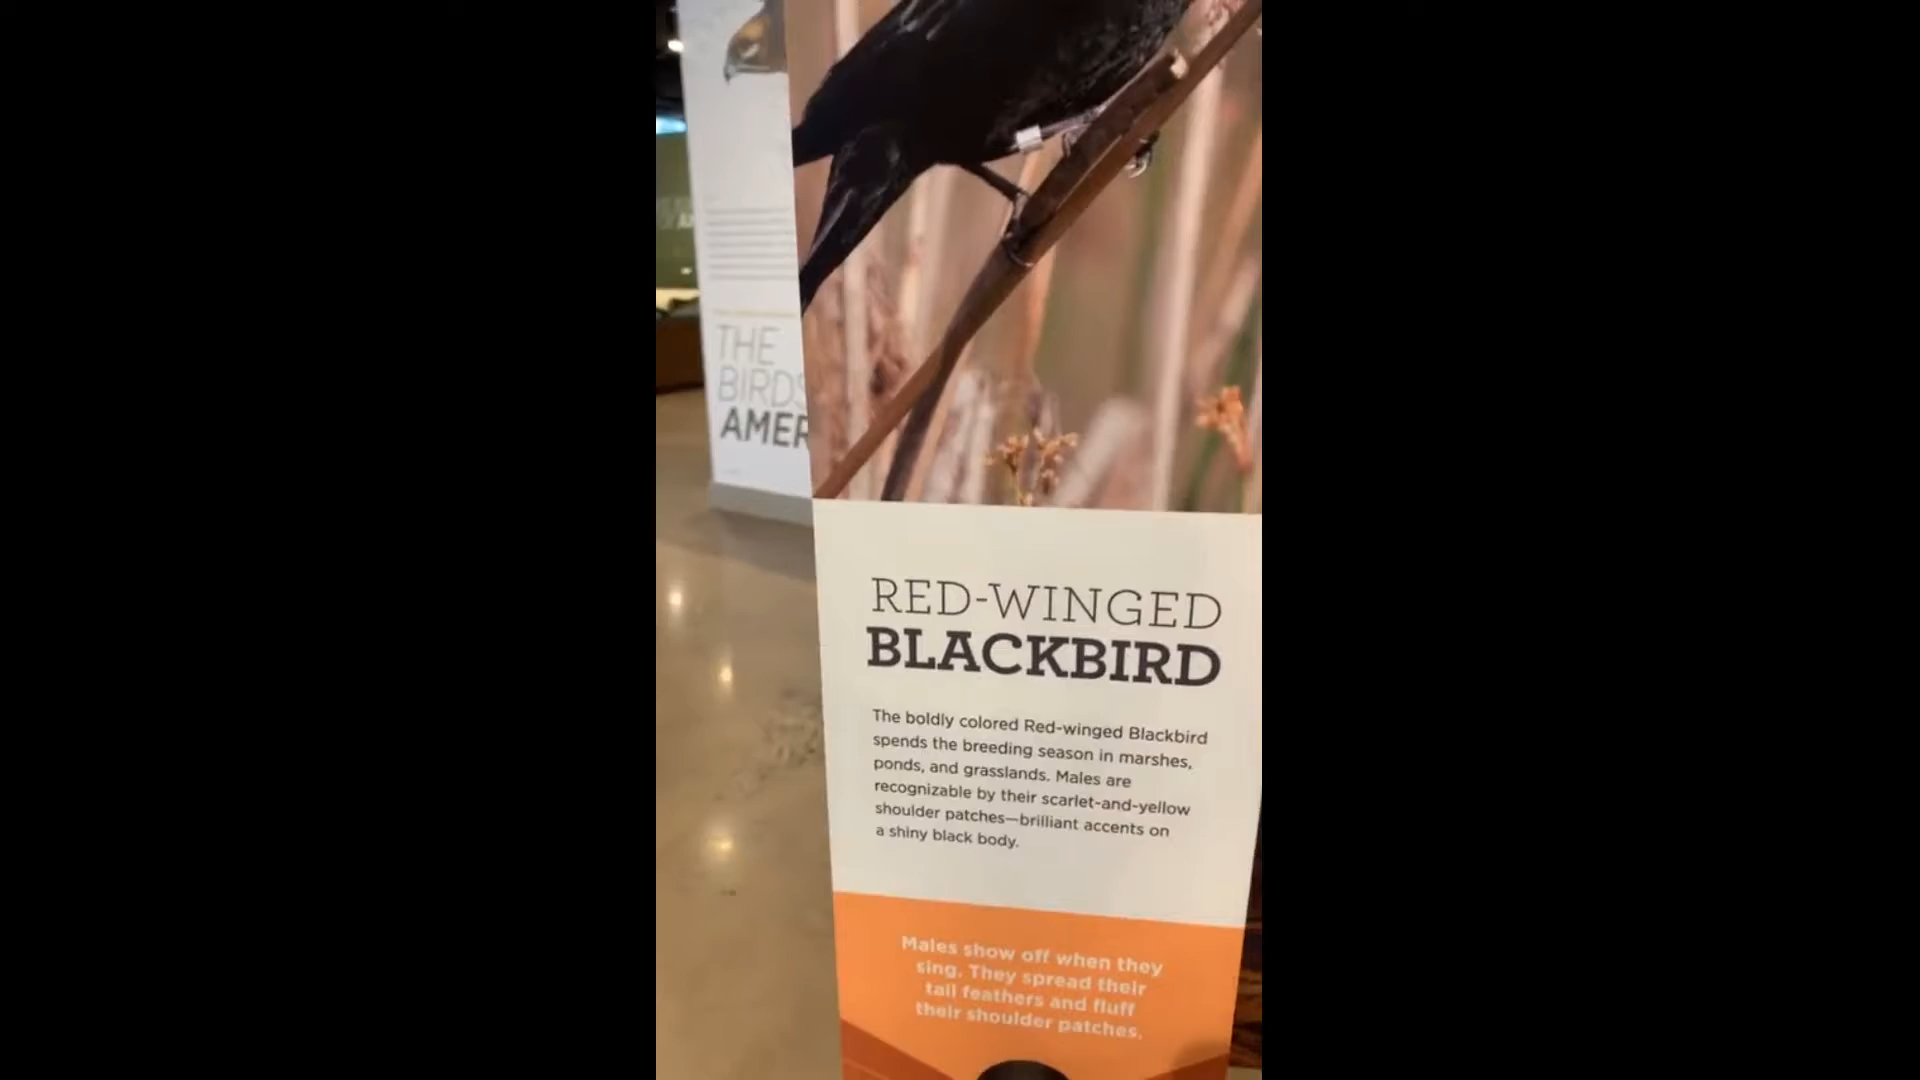 THE
BIRDS
AMER
RED-WINGED
BLACKBIRD
The boldly colored Red-winged Blackbird
spends the breeding season in marshes,
ponds, and grasslands. Males are
recognizable by their scarlet-and-yellow
shoulder patches—brilliant accents on
a shiny black body.
Males show off when they
sing. They spread their
tail feathers and fluff
their shoulder patches.